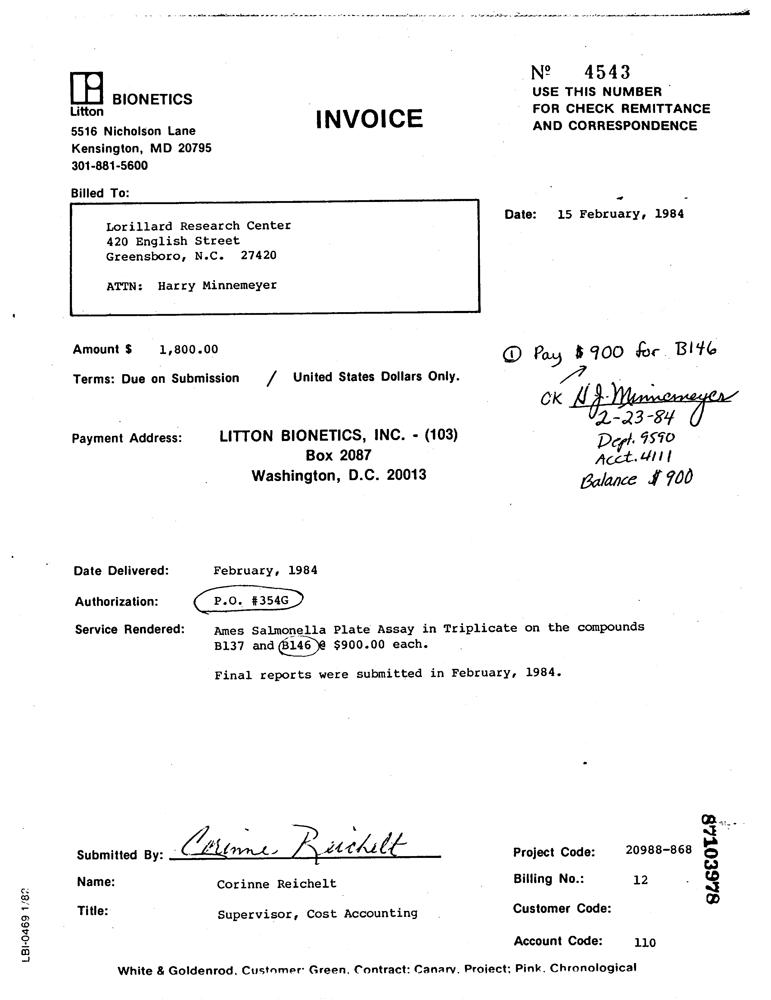 Nº 4543
USE THIS NUMBER
FOR CHECK REMITTANCE
AND CORRESPONDENCE
BIONETICS
Litton
5516 Nicholson Lane
Kensington, MD 20795
301-881-5600
INVOICE
Billed To:
Lorillard Research Center
420 English Street
Greensboro, N.C. 27420
ATTN: Harry Minnemeyer
Date: 15 February, 1984
Amount $ 1,800.00
Terms: Due on Submission / United States Dollars Only.
Payment Address: LITTON BIONETICS, INC. - (103)
Box 2087
Washington, D.C. 20013
① Pay $900 for B146
OK H.J. Minnemeyer
2-23-84
Dept. 9590
Acct. 4111
Balance $900
Date Delivered: February, 1984
Authorization: P.O. #354G
Service Rendered: Ames Salmonella Plate Assay in Triplicate on the compounds
B137 and B146 @ $900.00 each.
Final reports were submitted in February, 1984.
Submitted By: Corinne Reichelt
Name: Corinne Reichelt
Title: Supervisor, Cost Accounting
Project Code: 20988-868
Billing No.: 12
Customer Code:
Account Code: 110
87103978
LBI-0469 1/82
White & Goldenrod, Customer; Green, Contract; Canary, Project; Pink, Chronological